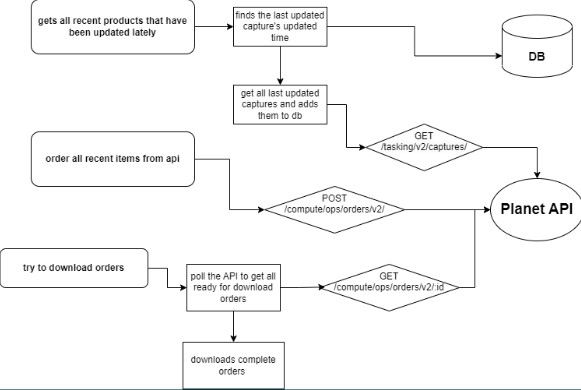 gets all recent products that have
been updated lately
finds the last updated
capture's updated
time
DB
get all last updated
captures and adds
them to db
GET
/tasking/v2/captures/
order all recent items from api
POST
/compute/ops/orders/v2/
Planet API
try to download orders
poll the API to get all
ready for download
orders
GET
/compute/ops/orders/v2/:id
downloads complete
orders